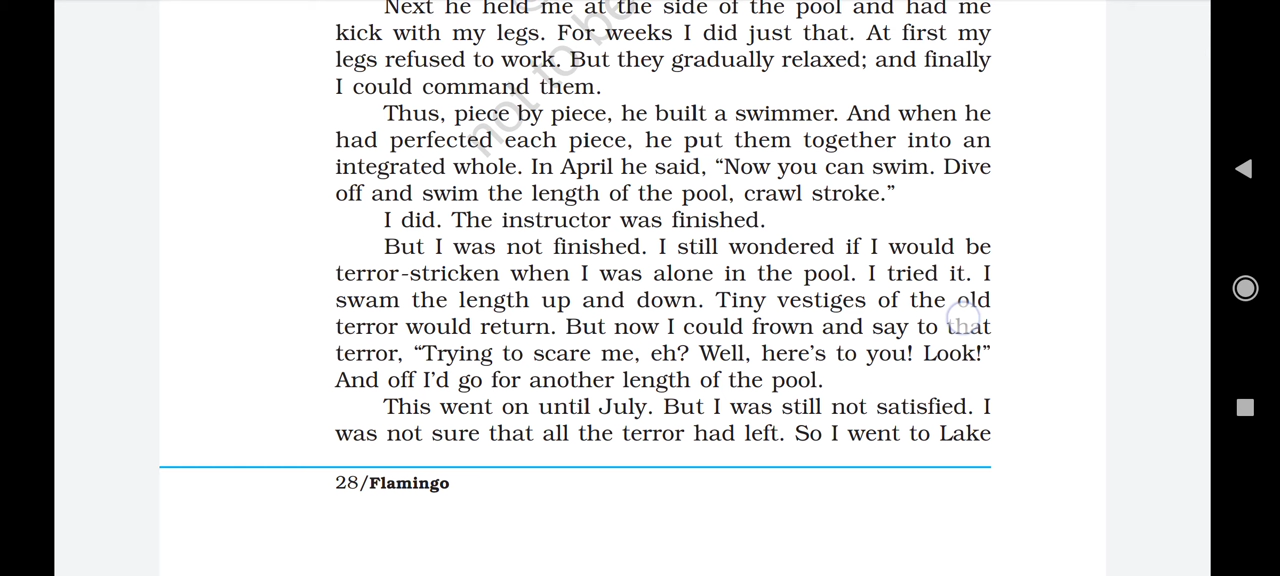 Next he held me at the side of the pool and had me
kick with my legs. For weeks I did just that. At first my
legs refused to work. But they gradually relaxed; and finally
I could command them.
Thus, piece by piece, he built a swimmer. And when he
had perfected each piece, he put them together into an
integrated whole. In April he said, “Now you can swim. Dive
off and swim the length of the pool, crawl stroke.”
I did. The instructor was finished.
But I was not finished. I still wondered if I would be
terror-stricken when I was alone in the pool. I tried it. I
swam the length up and down. Tiny vestiges of the old
terror would return. But now I could frown and say to that
terror, “Trying to scare me, eh? Well, here’s to you! Look!”
And off I’d go for another length of the pool.
This went on until July. But I was still not satisfied. I
was not sure that all the terror had left. So I went to Lake
28/Flamingo
not to be